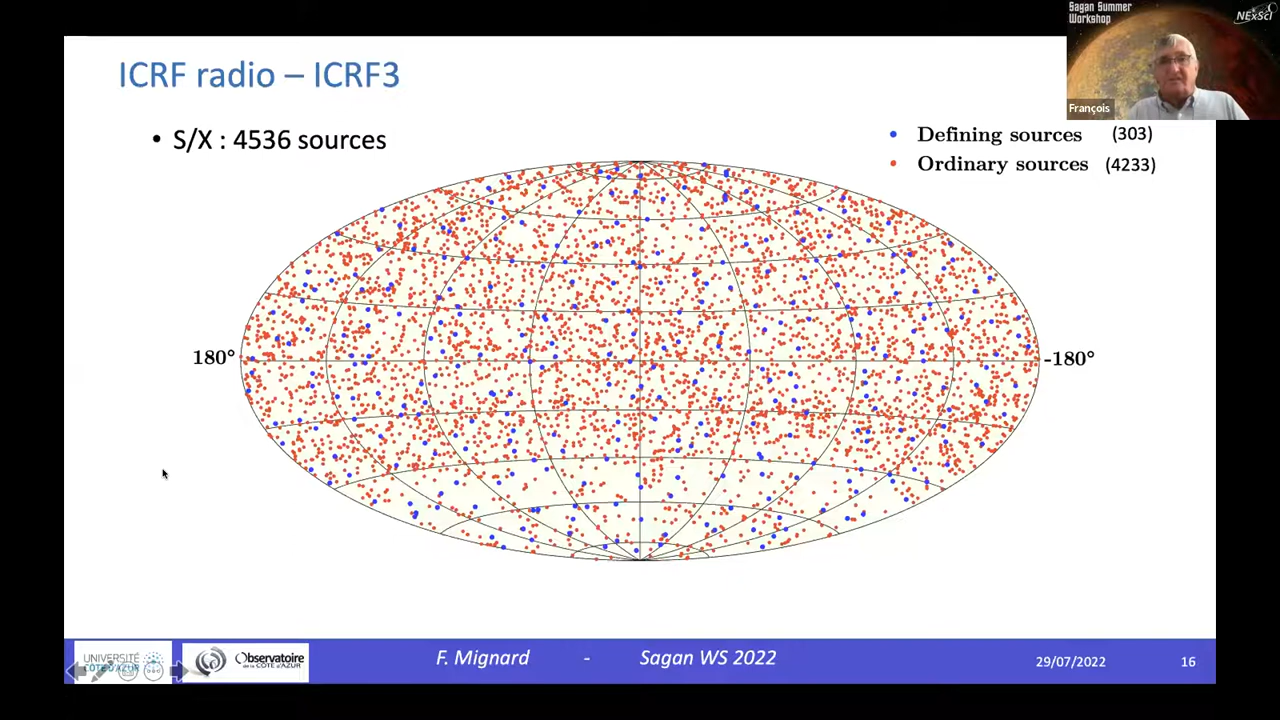 Sagan Summer
Workshop
NExScI
François
ICRF radio – ICRF3
• S/X : 4536 sources
Defining sources (303)
Ordinary sources (4233)
180°
-180°
UNIVERSITÉ
CÔTE D'AZUR
Observatoire
de la CÔTE d'AZUR
F. Mignard - Sagan WS 2022
29/07/2022
16